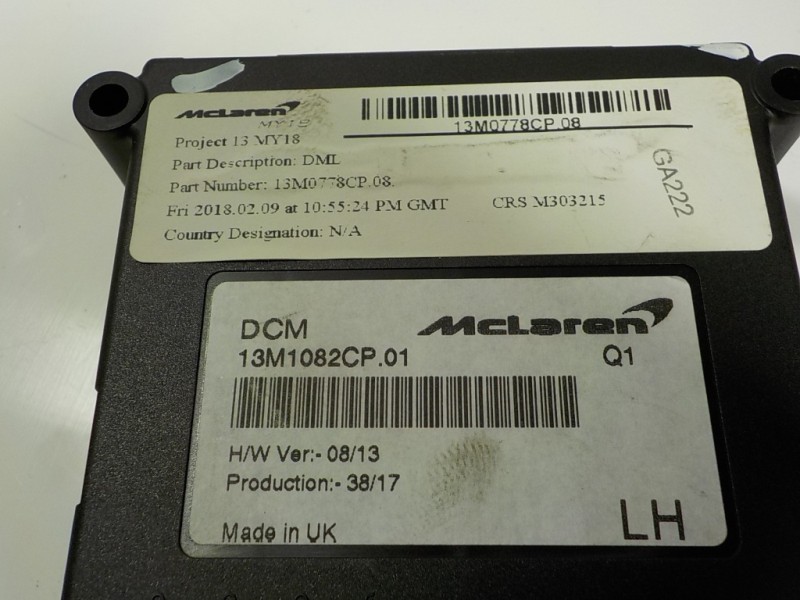 McLaren
MY18
13M0778CP.08
Project 13 MY18
Part Description: DML
Part Number: 13M0778CP.08.
Fri 2018.02.09 at 10:55:24 PM GMT CRS M303215
Country Designation: N/A
GA222
McLaren
DCM
13M1082CP.01 Q1
H/W Ver:- 08/13
Production:- 38/17
Made in UK
LH